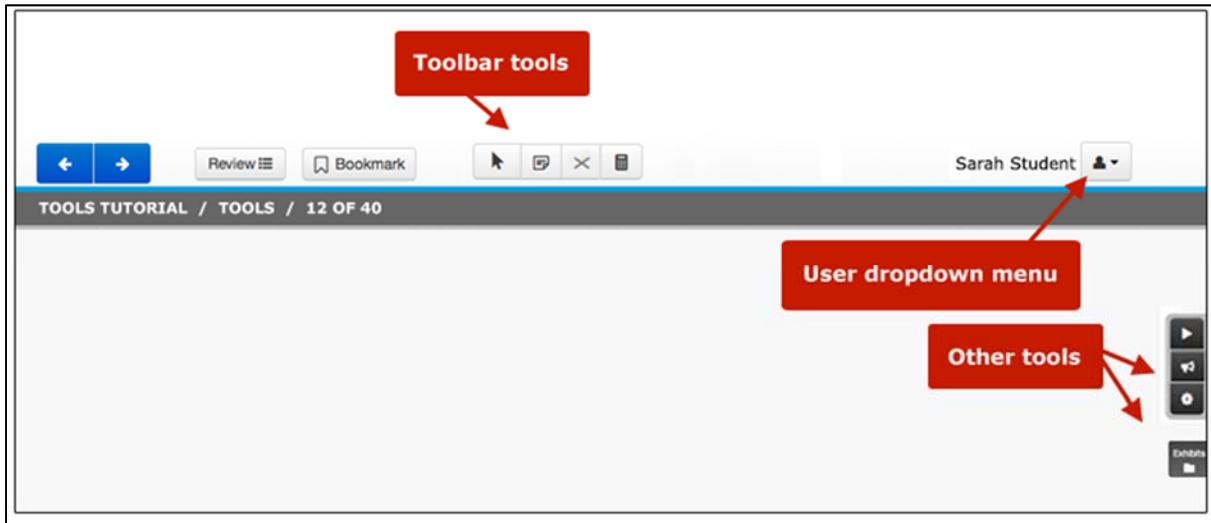 Toolbar tools
Review
Bookmark
Sarah Student
TOOLS TUTORIAL / TOOLS / 12 OF 40
User dropdown menu
Other tools
Exhibits